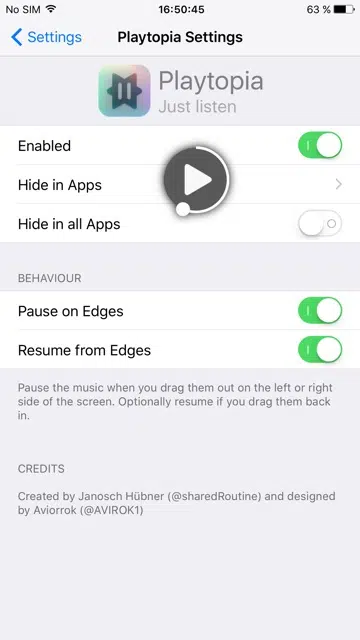 No SIM 16:50:45 63 %
Settings Playtopia Settings
Playtopia
Just listen
Enabled
Hide in Apps
Hide in all Apps
BEHAVIOUR
Pause on Edges
Resume from Edges
Pause the music when you drag them out on the left or right
side of the screen. Optionally resume if you drag them back
in.
CREDITS
Created by Janosch Hübner (@sharedRoutine) and designed
by Aviorrok (@AVIROK1)